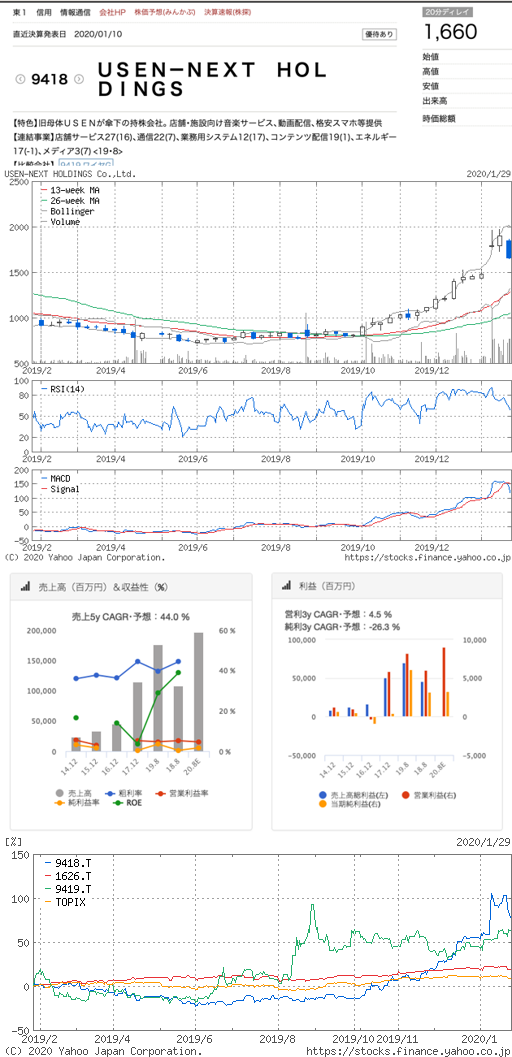 東1 信用 情報通信 会社HP 株価予想(みんかぶ) 決算速報(株探)
20分ディレイ
直近決算発表日 2020/01/10
優待あり
1,660
9418
USEN−NEXT HOL
DINGS
始値
高値
安値
出来高
時価総額
【特色】旧母体ＵＳＥＮが傘下の持株会社。店舗・施設向け音楽サービス、動画配信、格安スマホ等提供
【連結事業】店舗サービス27(16)、通信22(7)、業務用システム12(17)、コンテンツ配信19(1)、エネルギー
17(-1)、メディア3(7) <19・8>
USEN-NEXT HOLDINGS Co.,Ltd.
2020/1/29
2500
2000
1500
1000
500
13-week MA
26-week MA
Bollinger
Volume
2019/2 2019/4 2019/6 2019/8 2019/10 2019/12
100
80
50
20
0
RSI(14)
2019/2 2019/4 2019/6 2019/8 2019/10 2019/12
200
150
100
50
0
-50
MACD
Signal
2019/2 2019/4 2019/6 2019/8 2019/10 2019/12
(C) 2020 Yahoo Japan Corporation.
https://stocks.finance.yahoo.co.jp
売上高（百万円）＆収益性（%）
売上5y CAGR・予想：44.0 %
200,000
150,000
100,000
50,000
0
60 %
40 %
20 %
0 %
14.12 15.12 16.12 17.12 19.8 18.8 20.8E
売上高 粗利率 営業利益率
純利益率 ROE
利益（百万円）
営利3y CAGR・予想：4.5 %
純利3y CAGR・予想：-26.3 %
100,000
50,000
0
−50,000
10,000
5,000
0
−5,000
14.12 15.12 16.12 17.12 19.8 18.8 20.8E
売上高総利益(左) 営業利益(右)
当期純利益(右)
[%]
2020/1/29
150
100
50
0
−50
9418.T
1626.T
9419.T
TOPIX
2019/2 2019/4 2019/6 2019/8 2019/10 2019/11 2020/1
(C) 2020 Yahoo Japan Corporation.
https://stocks.finance.yahoo.co.jp/